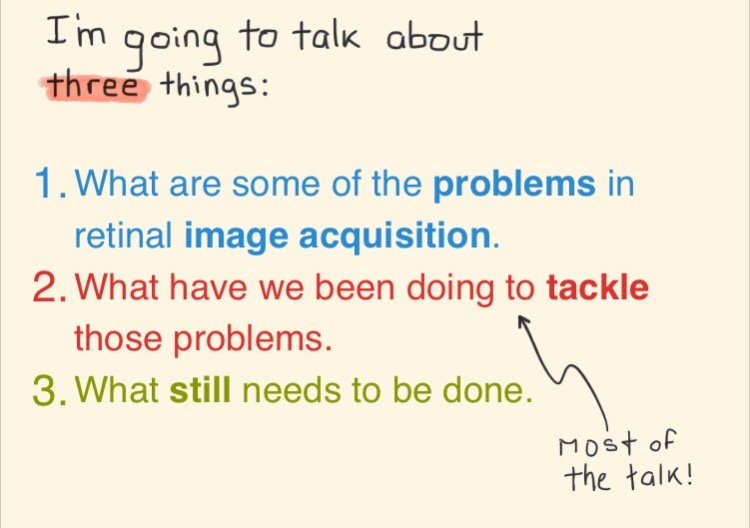 I'm going to talk about
three things:
1. What are some of the problems in
retinal image acquisition.
2. What have we been doing to tackle
those problems.
3. What still needs to be done.
Most of
the talk!